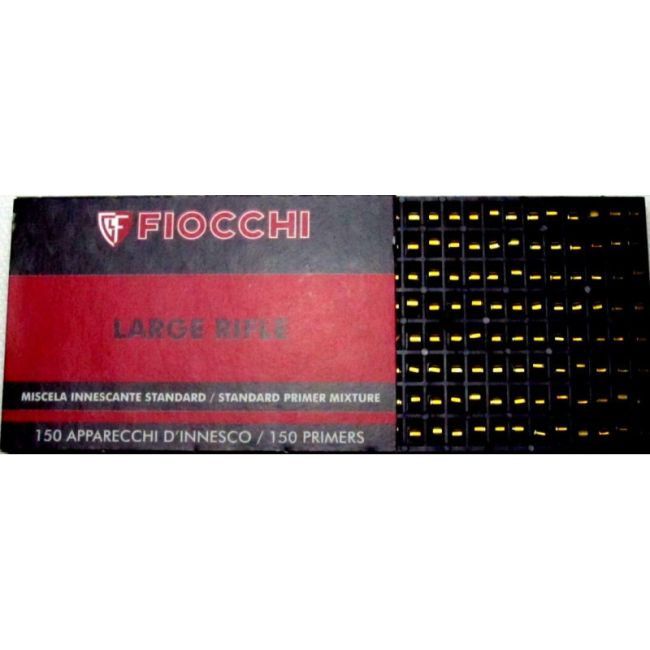 FIOCCHI
LARGE RIFLE
MISCELA INNESCANTE STANDARD / STANDARD PRIMER MIXTURE
150 APPARECCHI D'INNESCO / 150 PRIMERS